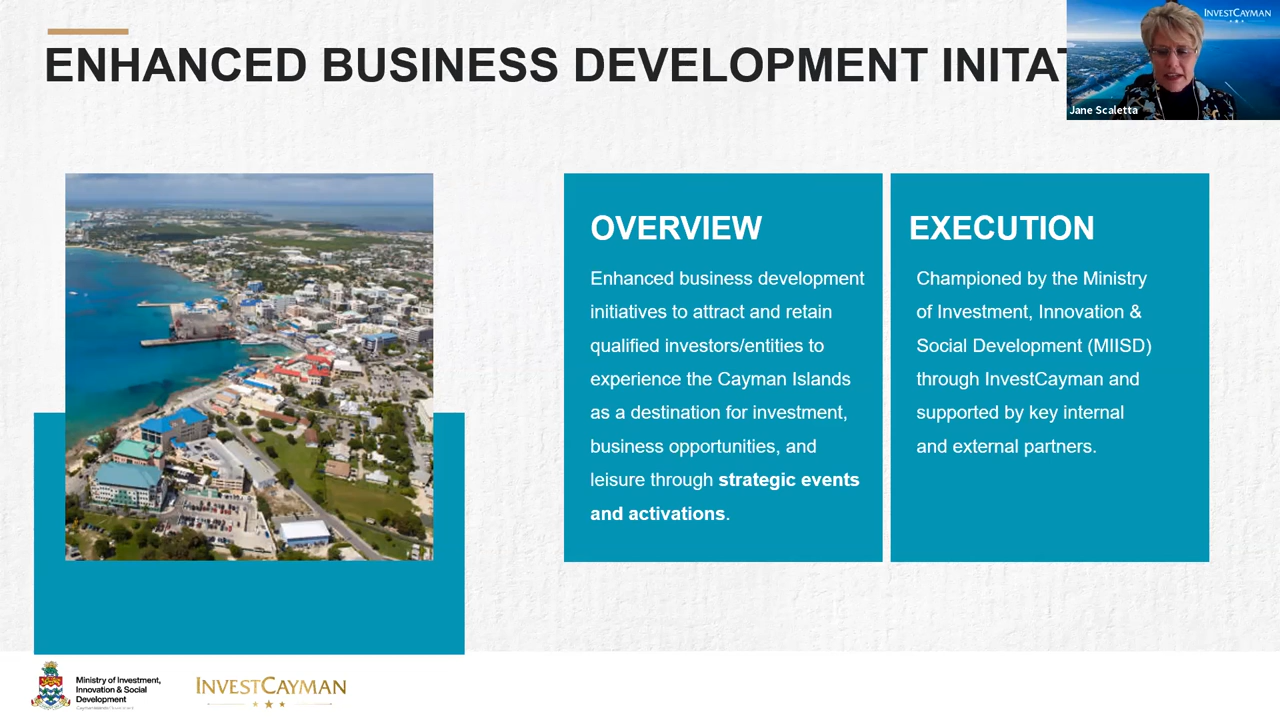 ENHANCED BUSINESS DEVELOPMENT INITAT
INVESTCAYMAN
Jane Scaletta
OVERVIEW
Enhanced business development
initiatives to attract and retain
qualified investors/entities to
experience the Cayman Islands
as a destination for investment,
business opportunities, and
leisure through strategic events
and activations.
EXECUTION
Championed by the Ministry
of Investment, Innovation &
Social Development (MIISD)
through InvestCayman and
supported by key internal
and external partners.
Ministry of Investment,
Innovation & Social
Development
INVESTCAYMAN